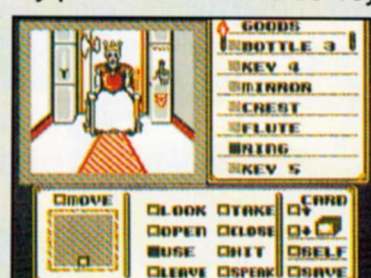 GOODS
BOTTLE 3
KEY 4
MIRROR
CREST
FLUTE
RING
KEY 5
MOVE
LOOK TAKE
OPEN CLOSE
USE HIT
LEAVE SPEAK
CARD
SELF
SAVE